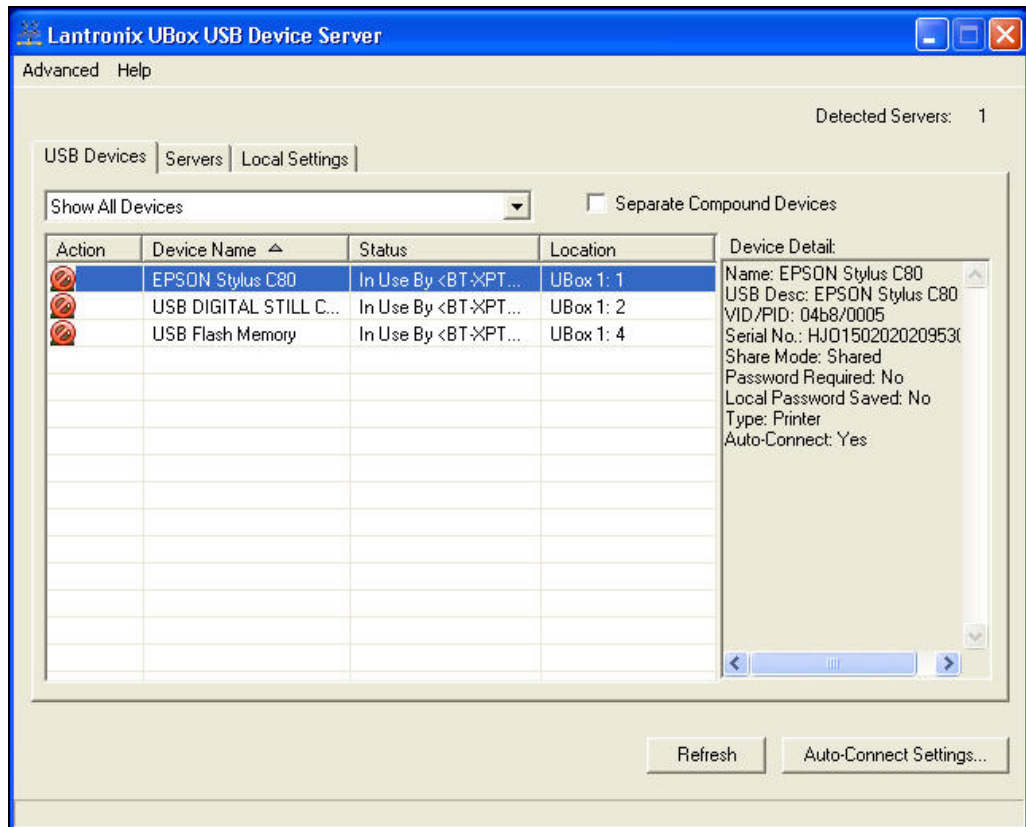 Lantronix UBox USB Device Server
Advanced Help
Detected Servers: 1
USB Devices Servers Local Settings
Show All Devices Separate Compound Devices
Action Device Name Status Location Device Detail:
EPSON Stylus C80 In Use By <BT-XPT... UBox 1: 1
USB DIGITAL STILL C... In Use By <BT-XPT... UBox 1: 2
USB Flash Memory In Use By <BT-XPT... UBox 1: 4
Name: EPSON Stylus C80
USB Desc: EPSON Stylus C80
VID/PID: 04b8/0005
Serial No.: HJO1502020209530
Share Mode: Shared
Password Required: No
Local Password Saved: No
Type: Printer
Auto-Connect: Yes
Refresh Auto-Connect Settings...